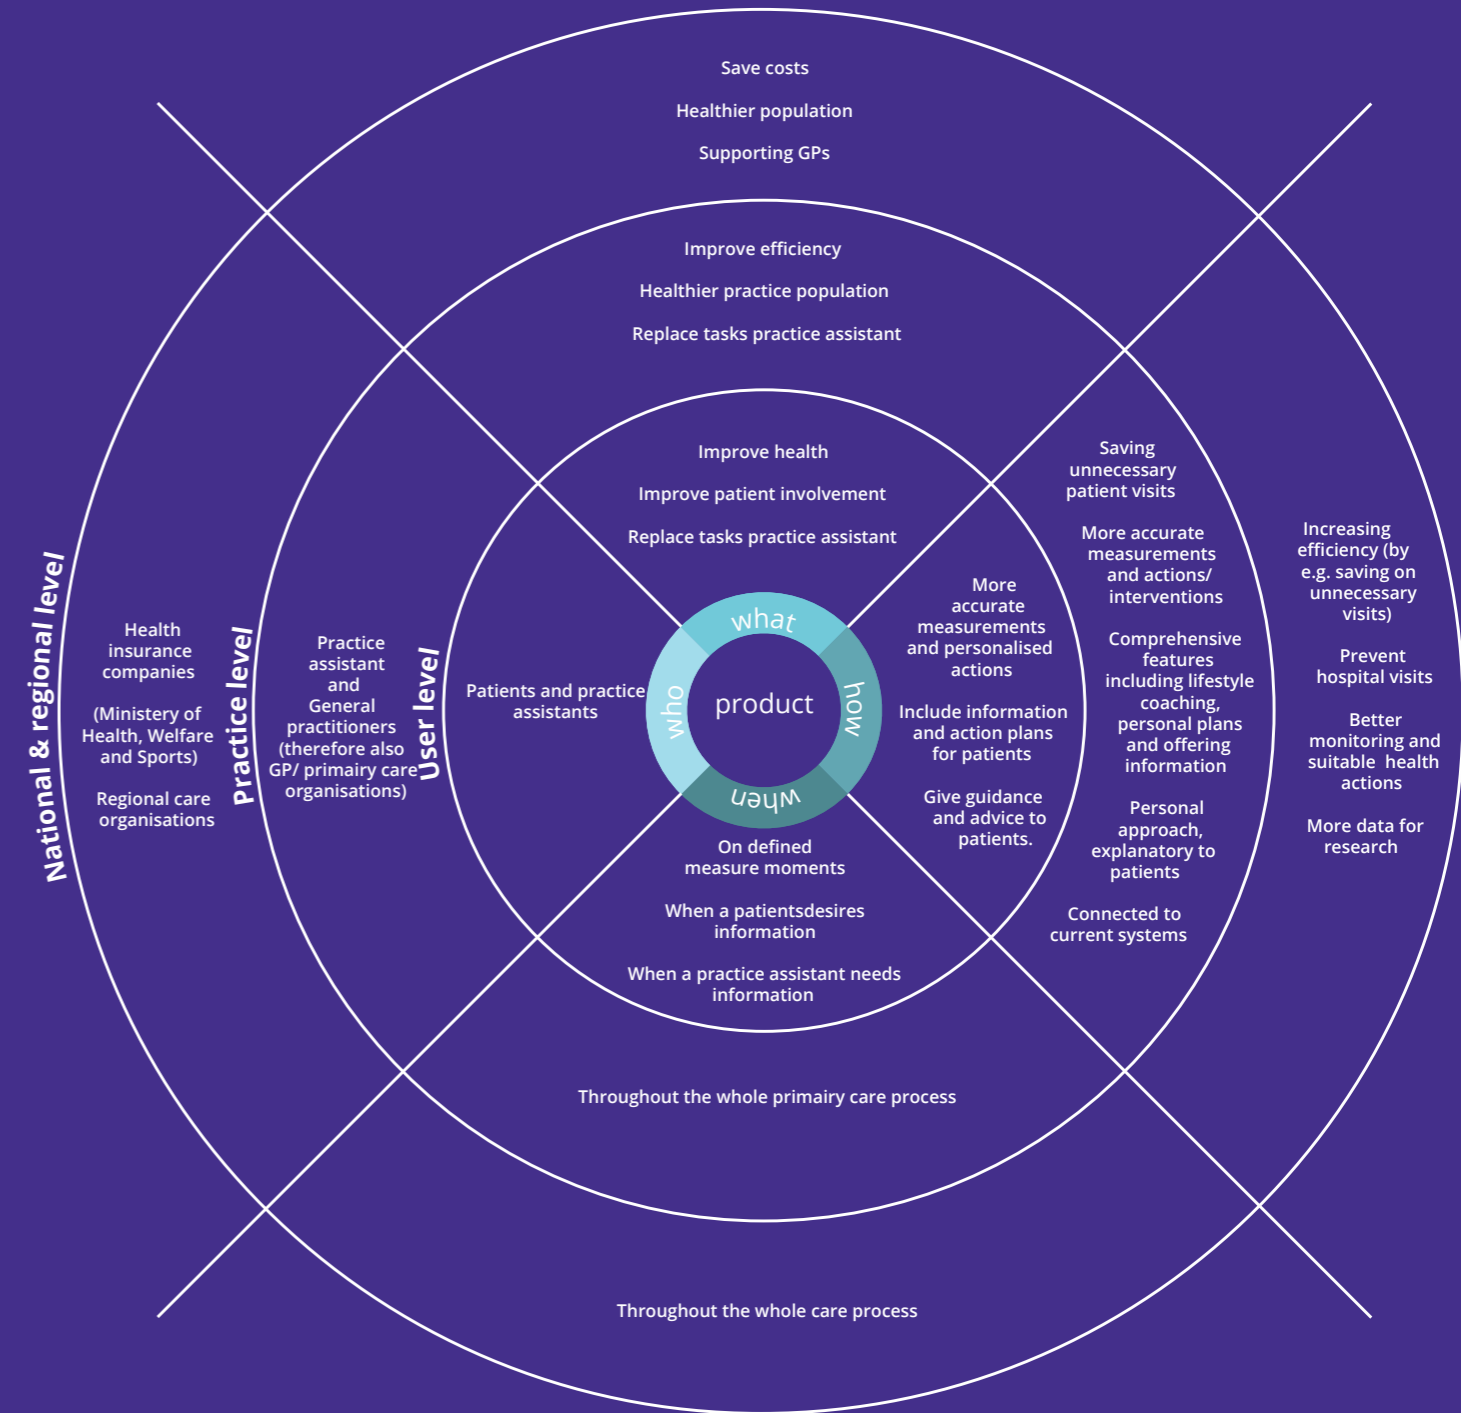 Save costs
Healthier population
Supporting GPs
Improve efficiency
Healthier practice population
Replace tasks practice assistant
Improve health
Improve patient involvement
Replace tasks practice assistant
what
how
when
who
product
National & regional level
Health
insurance
companies
(Ministery of
Health, Welfare
and Sports)
Regional care
organisations
Practice level
Practice
assistant
and
General
practitioners
(therefore also
GP/ primairy care
organisations)
User level
Patients and practice
assistants
More
accurate
measurements
and personalised
actions
Include information
and action plans
for patients
Give guidance
and advice to
patients.
Saving
unnecessary
patient visits
More accurate
measurements
and actions/
interventions
Comprehensive
features
including lifestyle
coaching,
personal plans
and offering
information
Personal
approach,
explanatory to
patients
Connected to
current systems
Increasing
efficiency (by
e.g. saving on
unnecessary
visits)
Prevent
hospital visits
Better
monitoring and
suitable health
actions
More data for
research
On defined
measure moments
When a patientsdesires
information
When a practice assistant needs
information
Throughout the whole primairy care process
Throughout the whole care process